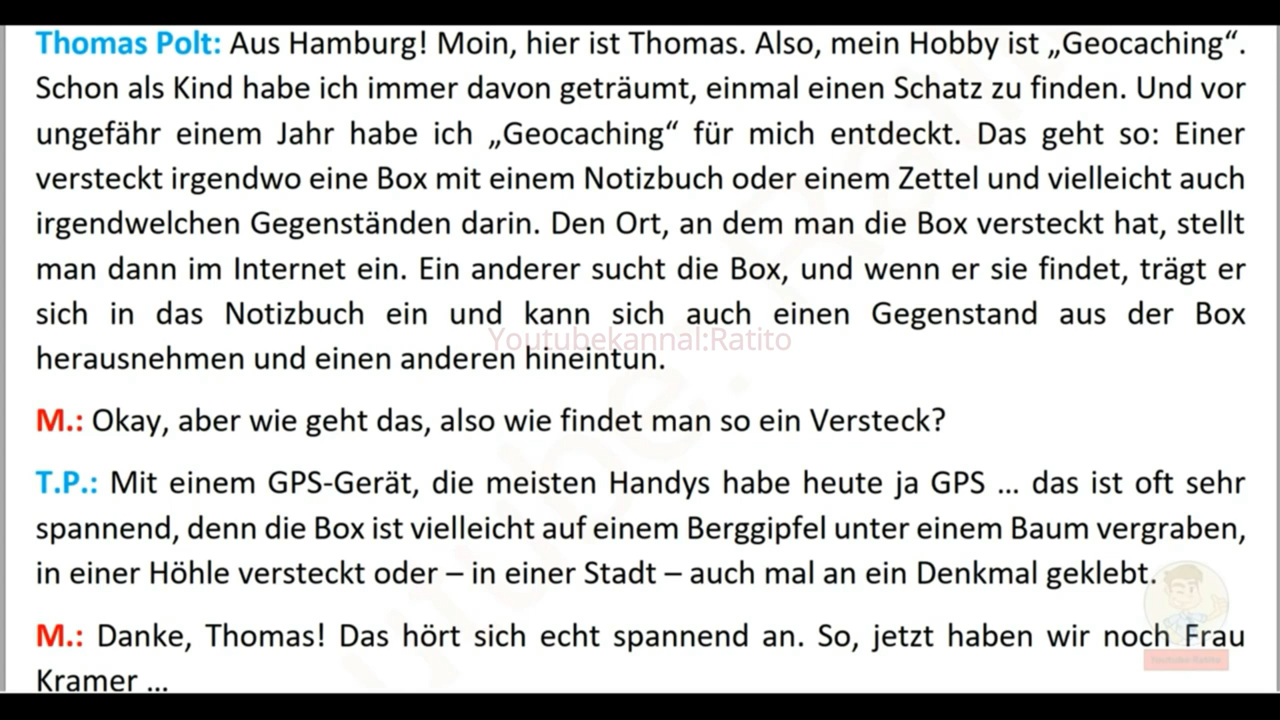 Thomas Polt: Aus Hamburg! Moin, hier ist Thomas. Also, mein Hobby ist „Geocaching“.
Schon als Kind habe ich immer davon geträumt, einmal einen Schatz zu finden. Und vor
ungefähr einem Jahr habe ich „Geocaching“ für mich entdeckt. Das geht so: Einer
versteckt irgendwo eine Box mit einem Notizbuch oder einem Zettel und vielleicht auch
irgendwelchen Gegenständen darin. Den Ort, an dem man die Box versteckt hat, stellt
man dann im Internet ein. Ein anderer sucht die Box, und wenn er sie findet, trägt er
sich in das Notizbuch ein und kann sich auch einen Gegenstand aus der Box
Youtubekannal:Ratito
herausnehmen und einen anderen hineintun.
M.: Okay, aber wie geht das, also wie findet man so ein Versteck?
T.P.: Mit einem GPS-Gerät, die meisten Handys habe heute ja GPS ... das ist oft sehr
spannend, denn die Box ist vielleicht auf einem Berggipfel unter einem Baum vergraben,
in einer Höhle versteckt oder – in einer Stadt – auch mal an ein Denkmal geklebt.
M.: Danke, Thomas! Das hört sich echt spannend an. So, jetzt haben wir noch Frau
Kramer ...